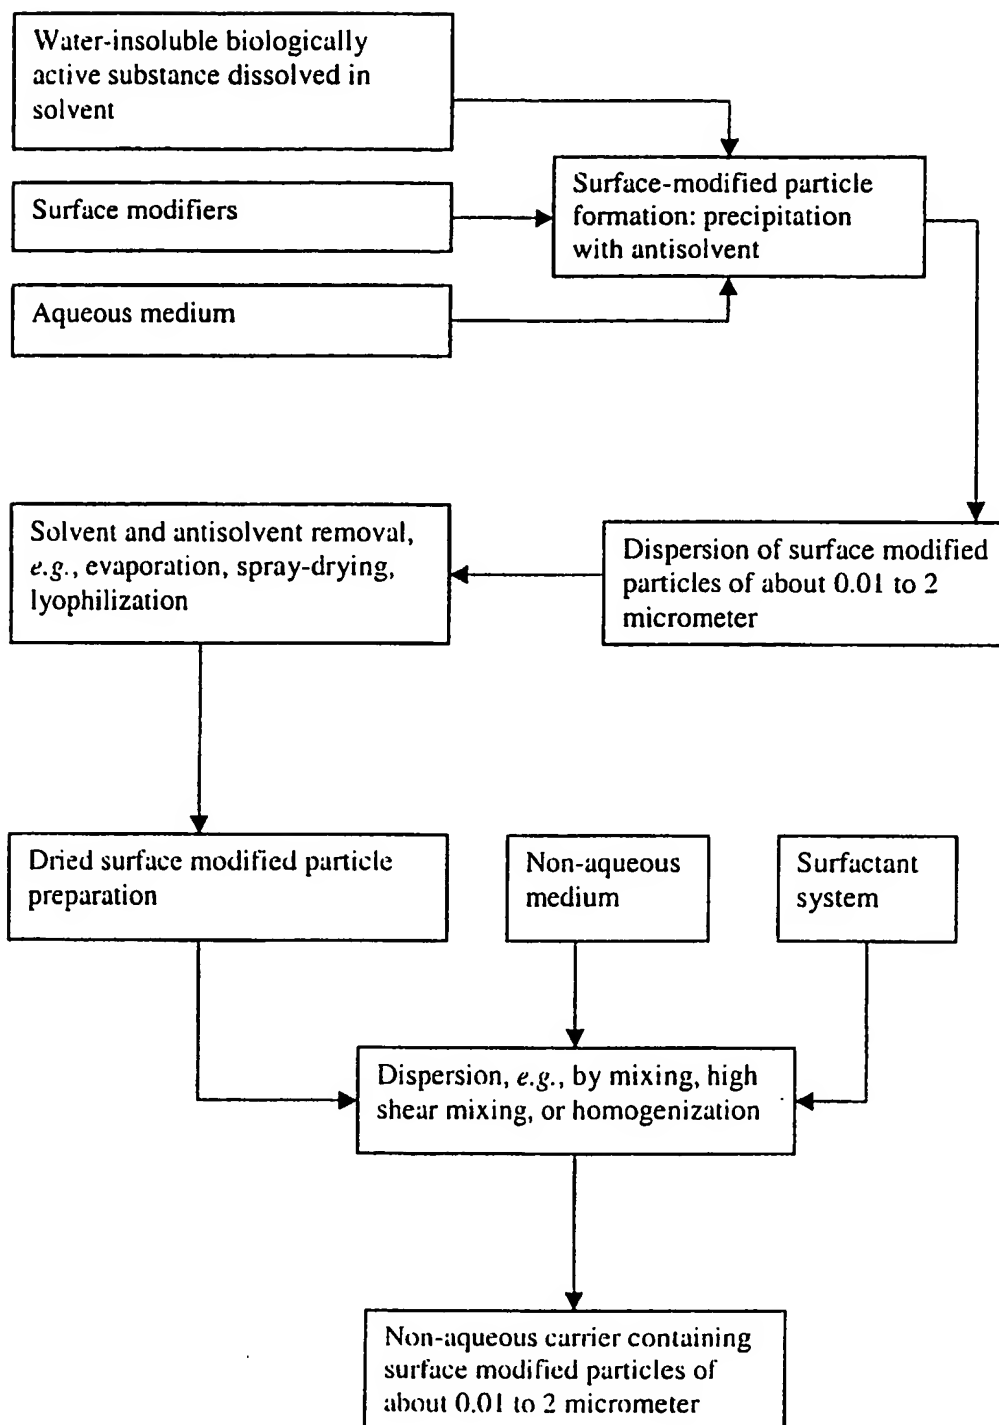 Water-insoluble biologically
active substance dissolved in
solvent
Surface modifiers
Aqueous medium
Surface-modified particle
formation: precipitation
with antisolvent
Solvent and antisolvent removal,
e.g., evaporation, spray-drying,
lyophilization
Dispersion of surface modified
particles of about 0.01 to 2
micrometer
Dried surface modified particle
preparation
Non-aqueous
medium
Surfactant
system
Dispersion, e.g., by mixing, high
shear mixing, or homogenization
Non-aqueous carrier containing
surface modified particles of
about 0.01 to 2 micrometer